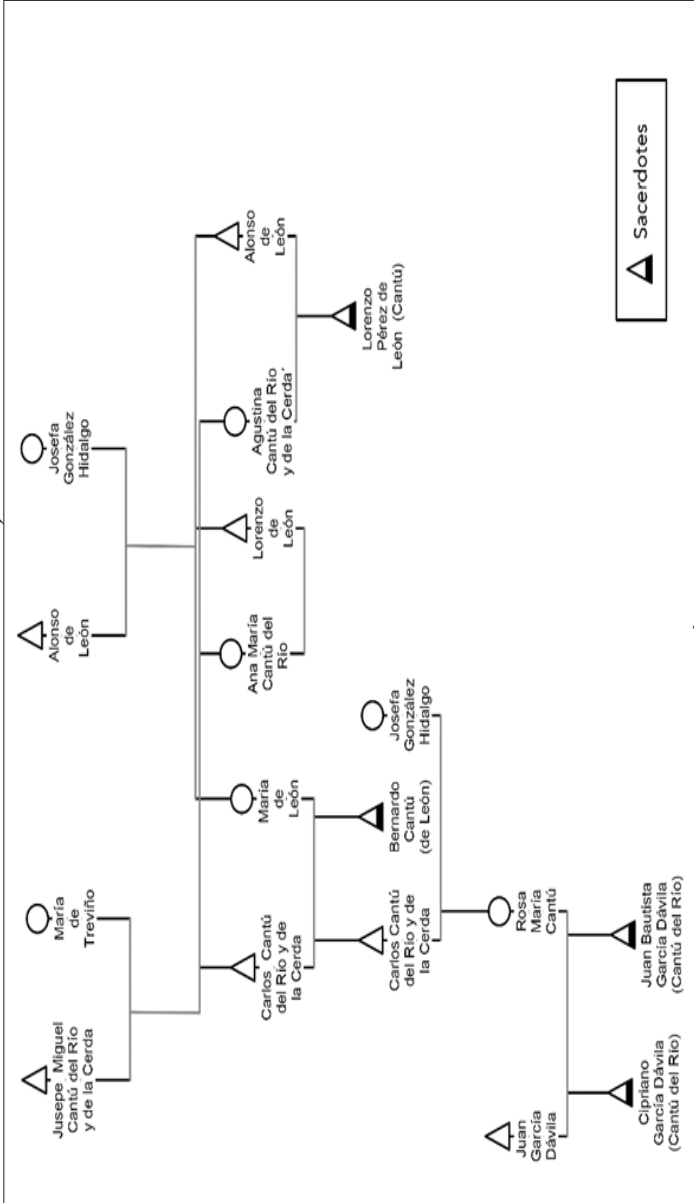 Jusepe Miguel
Cantú del Río
y de la Cerda
María
de
Treviño
Alonso
de
León
Josefa
González
Hidalgo
Carlos Cantú
del Río y de
la Cerda
María
de
León
Ana María
Cantú del
Río
Lorenzo
de
León
Agustina
Cantú del Río
y de la Cerda
Alonso
de
León
Carlos Cantú
del Río y de
la Cerda
Bernardo
Cantú
(de León)
Josefa
González
Hidalgo
Lorenzo
Pérez de
León (Cantú)
Juan
García
Dávila
Rosa
María
Cantú
Cipriano
García Dávila
(Cantú del Río)
Juan Bautista
García Dávila
(Cantú del Río)
Sacerdotes